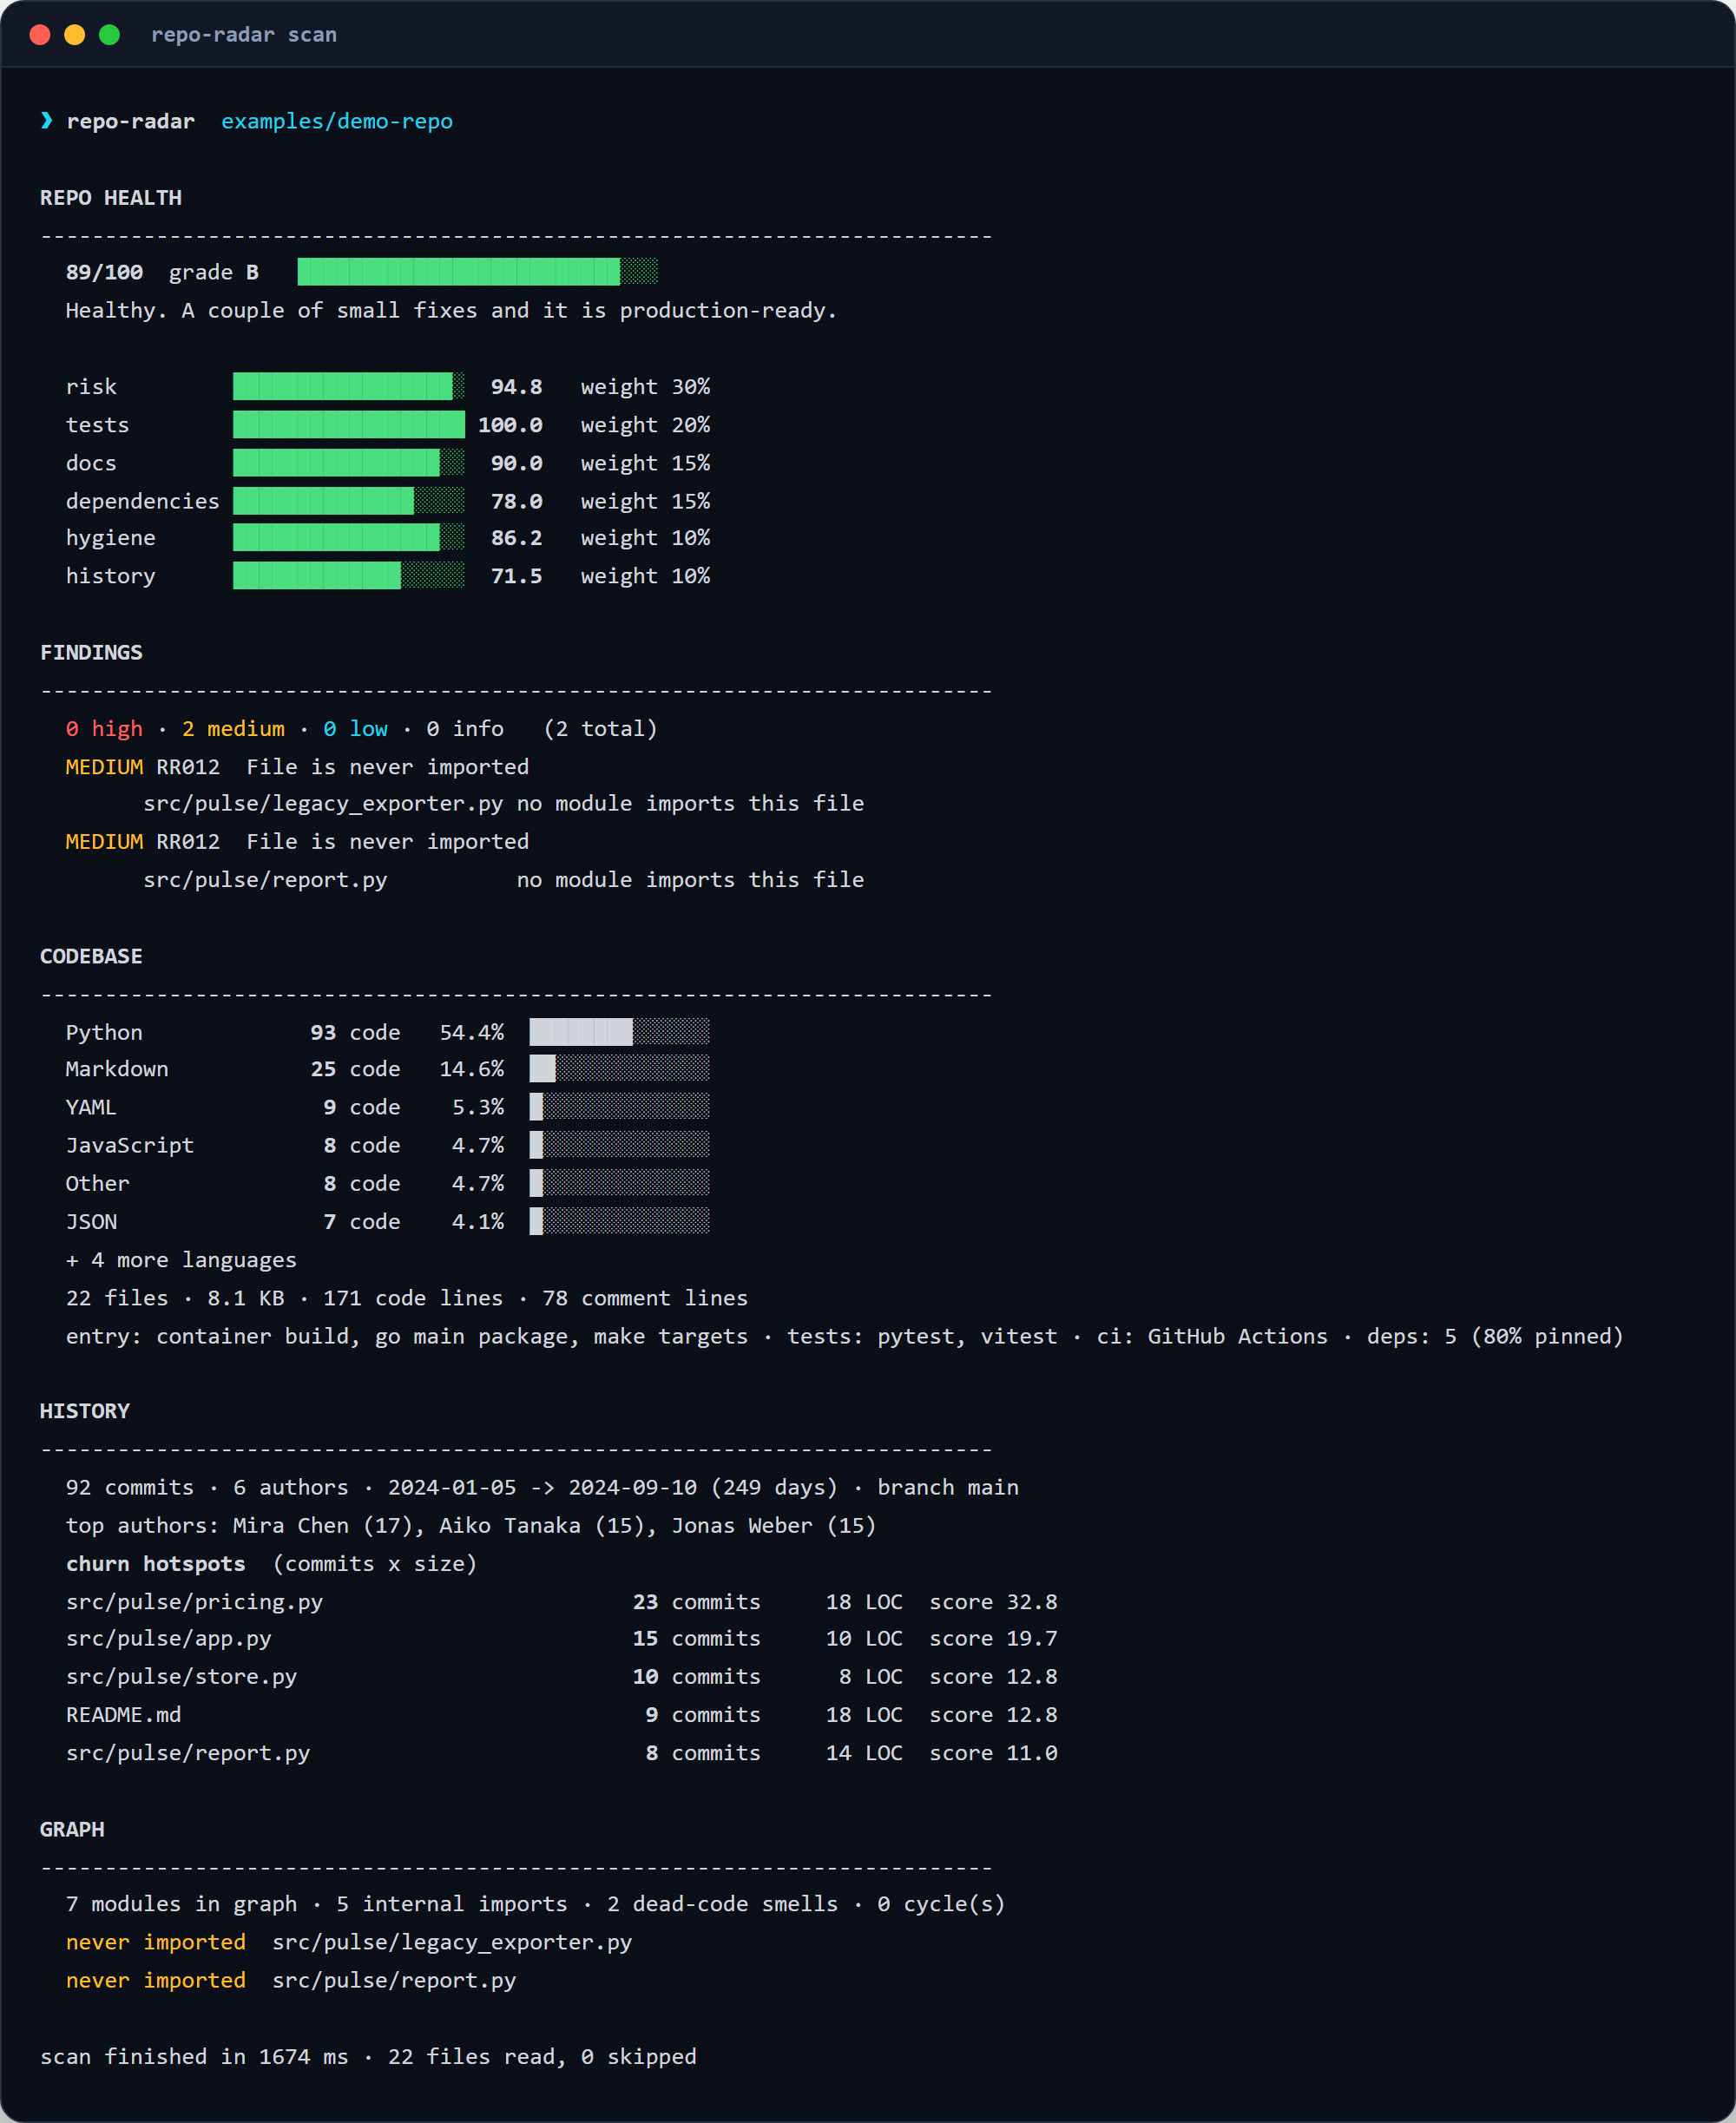 repo-radar scan
❯ repo-radar  examples/demo-repo
REPO HEALTH
--------------------------------------------------------------------------
89/100  grade B
Healthy. A couple of small fixes and it is production-ready.
risk 94.8 weight 30%
tests 100.0 weight 20%
docs 90.0 weight 15%
dependencies 78.0 weight 15%
hygiene 86.2 weight 10%
history 71.5 weight 10%
FINDINGS
--------------------------------------------------------------------------
0 high · 2 medium · 0 low · 0 info   (2 total)
MEDIUM RR012  File is never imported
src/pulse/legacy_exporter.py no module imports this file
MEDIUM RR012  File is never imported
src/pulse/report.py          no module imports this file
CODEBASE
--------------------------------------------------------------------------
Python 93 code 54.4%
Markdown 25 code 14.6%
YAML 9 code 5.3%
JavaScript 8 code 4.7%
Other 8 code 4.7%
JSON 7 code 4.1%
+ 4 more languages
22 files · 8.1 KB · 171 code lines · 78 comment lines
entry: container build, go main package, make targets · tests: pytest, vitest · ci: GitHub Actions · deps: 5 (80% pinned)
HISTORY
--------------------------------------------------------------------------
92 commits · 6 authors · 2024-01-05 -> 2024-09-10 (249 days) · branch main
top authors: Mira Chen (17), Aiko Tanaka (15), Jonas Weber (15)
churn hotspots  (commits x size)
src/pulse/pricing.py 23 commits 18 LOC score 32.8
src/pulse/app.py 15 commits 10 LOC score 19.7
src/pulse/store.py 10 commits 8 LOC score 12.8
README.md 9 commits 18 LOC score 12.8
src/pulse/report.py 8 commits 14 LOC score 11.0
GRAPH
--------------------------------------------------------------------------
7 modules in graph · 5 internal imports · 2 dead-code smells · 0 cycle(s)
never imported  src/pulse/legacy_exporter.py
never imported  src/pulse/report.py
scan finished in 1674 ms · 22 files read, 0 skipped